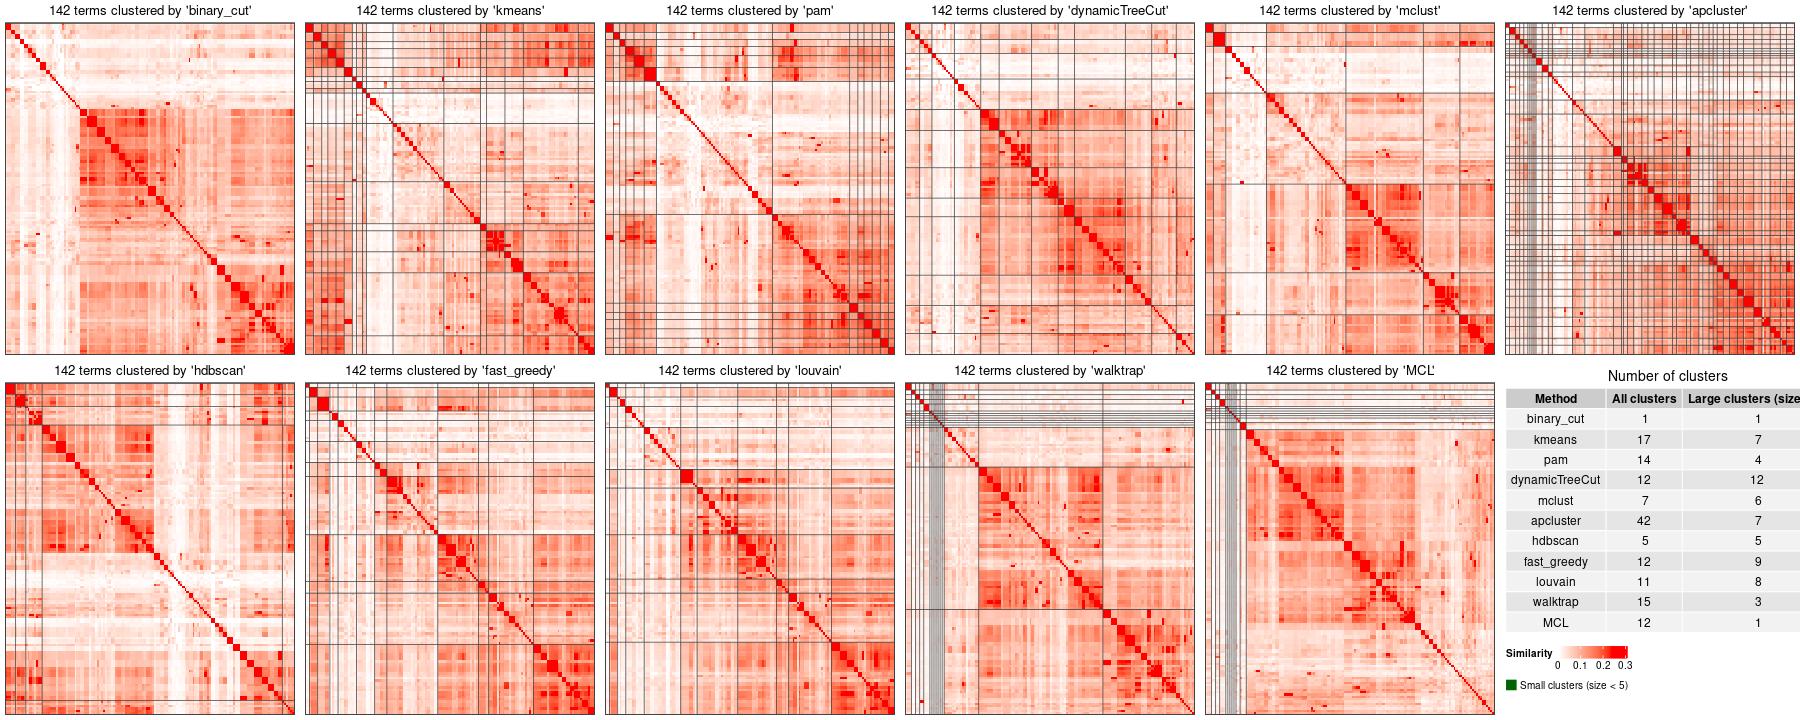 142 terms clustered by 'binary_cut'
142 terms clustered by 'kmeans'
142 terms clustered by 'pam'
142 terms clustered by 'dynamicTreeCut'
142 terms clustered by 'mclust'
142 terms clustered by 'apcluster'
142 terms clustered by 'hdbscan'
142 terms clustered by 'fast_greedy'
142 terms clustered by 'louvain'
142 terms clustered by 'walktrap'
142 terms clustered by 'MCL'
Number of clusters
Method All clusters Large clusters (size
binary_cut 1 1
kmeans 17 7
pam 14 4
dynamicTreeCut 12 12
mclust 7 6
apcluster 42 7
hdbscan 5 5
fast_greedy 12 9
louvain 11 8
walktrap 15 3
MCL 12 1
Similarity
0 0.1 0.2 0.3
Small clusters (size < 5)